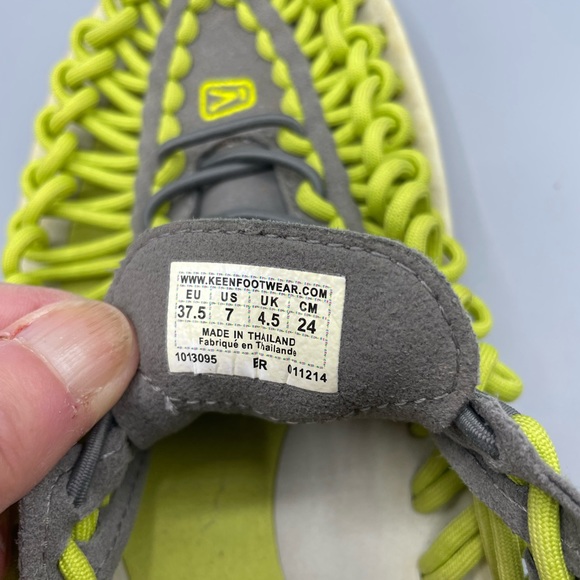 WWW.KEENFOOTWEAR.COM
EU US UK CM
37.5 7 4.5 24
MADE IN THAILAND
Fabriqué en Thaïlande
1013095 ER 011214